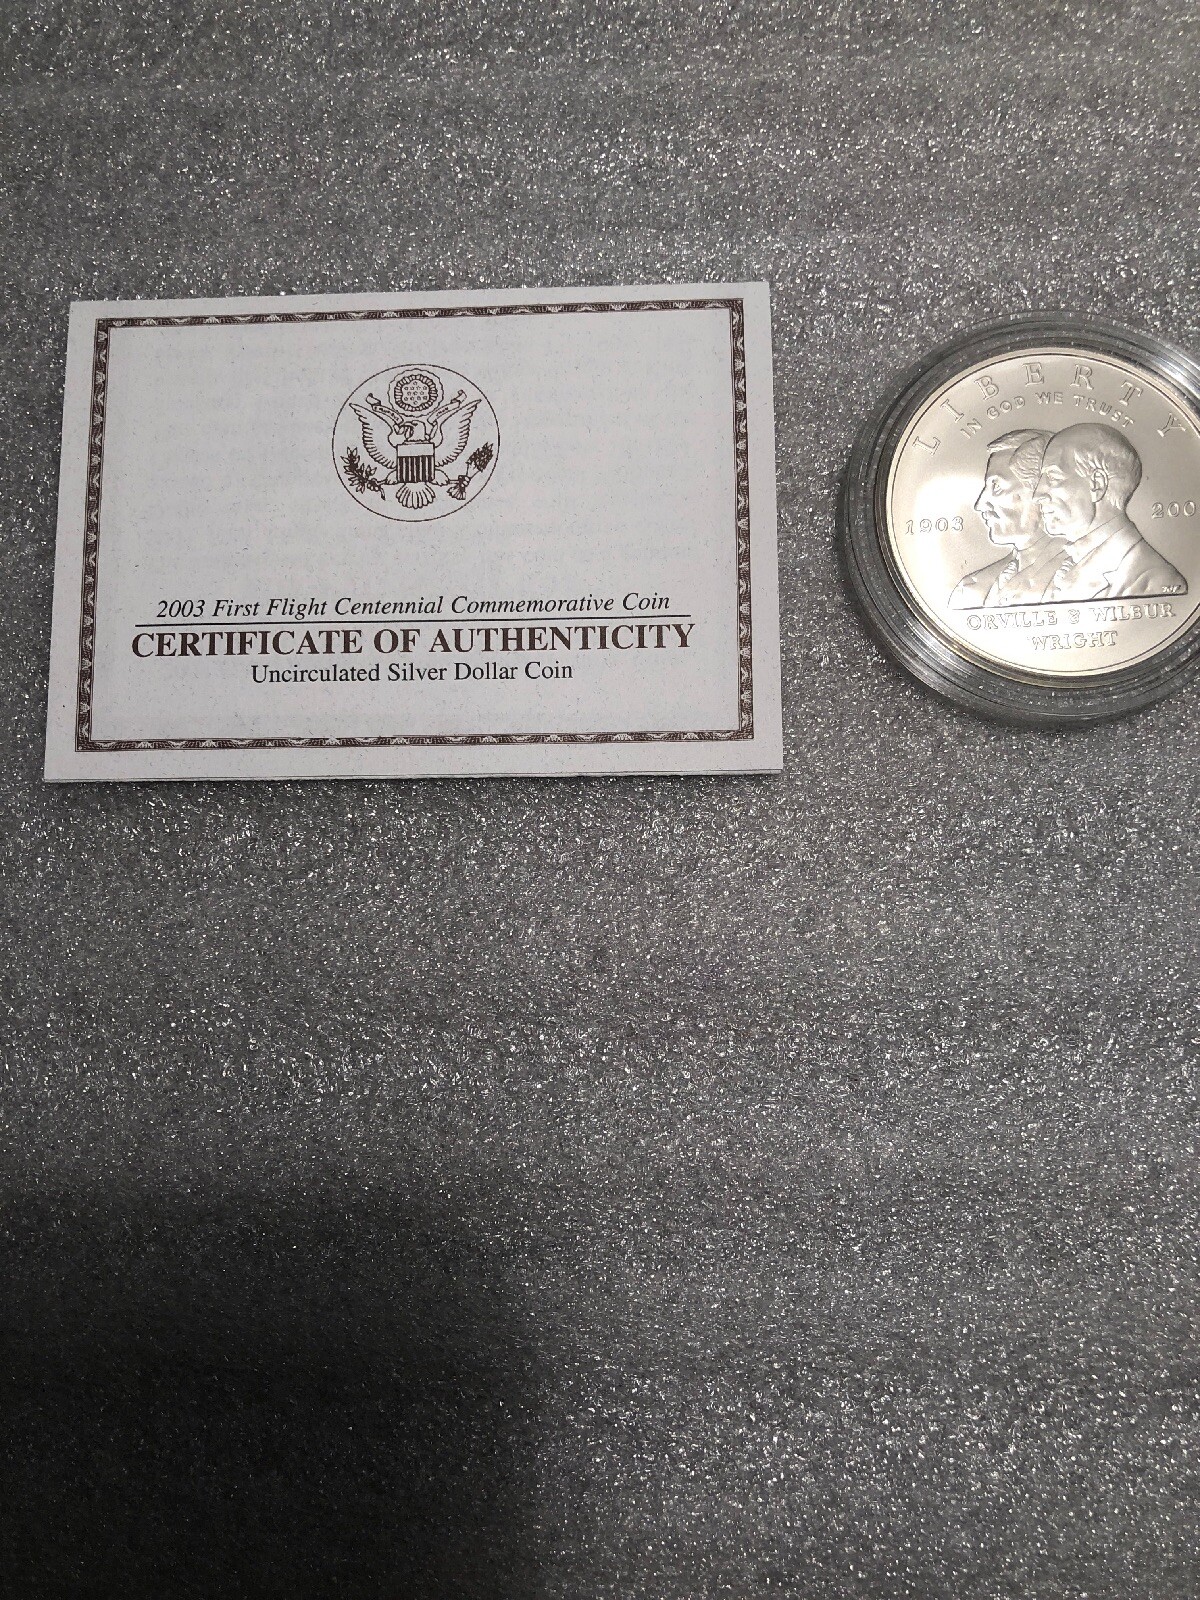 2003 First Flight Centennial Commemorative Coin
CERTIFICATE OF AUTHENTICITY
Uncirculated Silver Dollar Coin
LIBERTY
IN GOD WE TRUST
1903 200
ORVILLE & WILBUR
WRIGHT